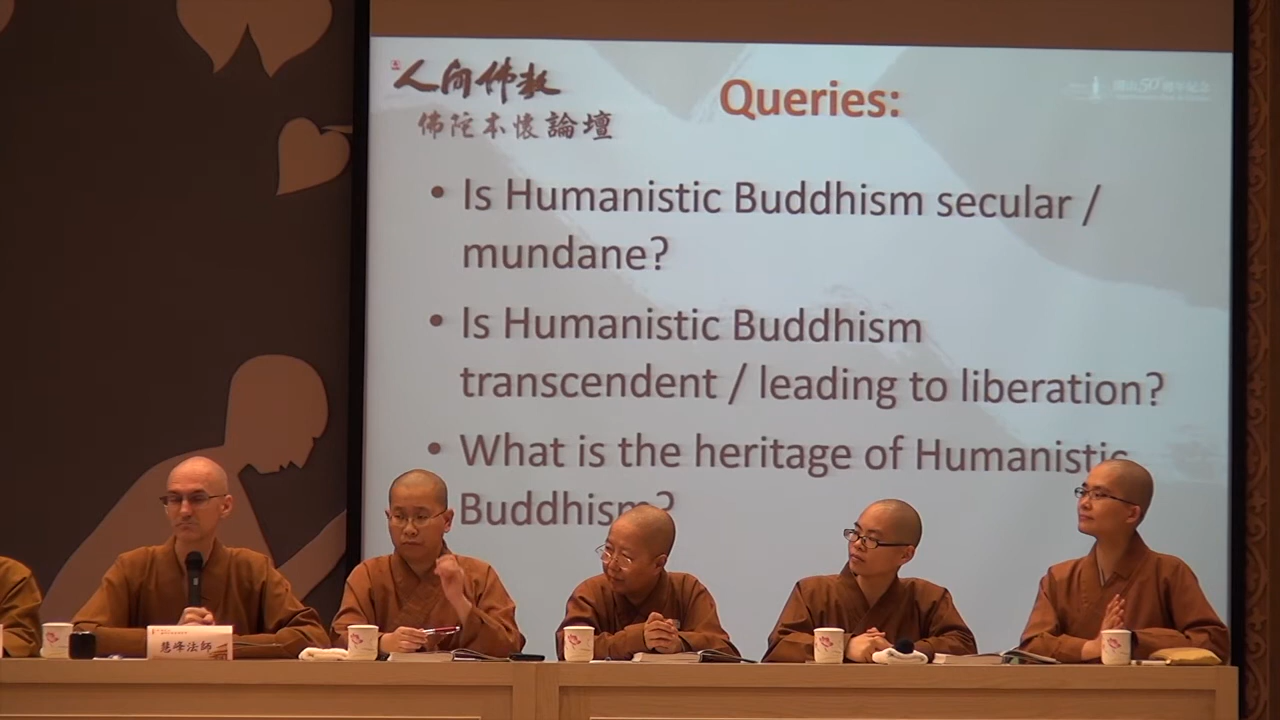 人間佛教
佛陀本懷論壇
Queries:
• Is Humanistic Buddhism secular /
mundane?
• Is Humanistic Buddhism
transcendent / leading to liberation?
• What is the heritage of Humanistic
Buddhism?
慧峰法師